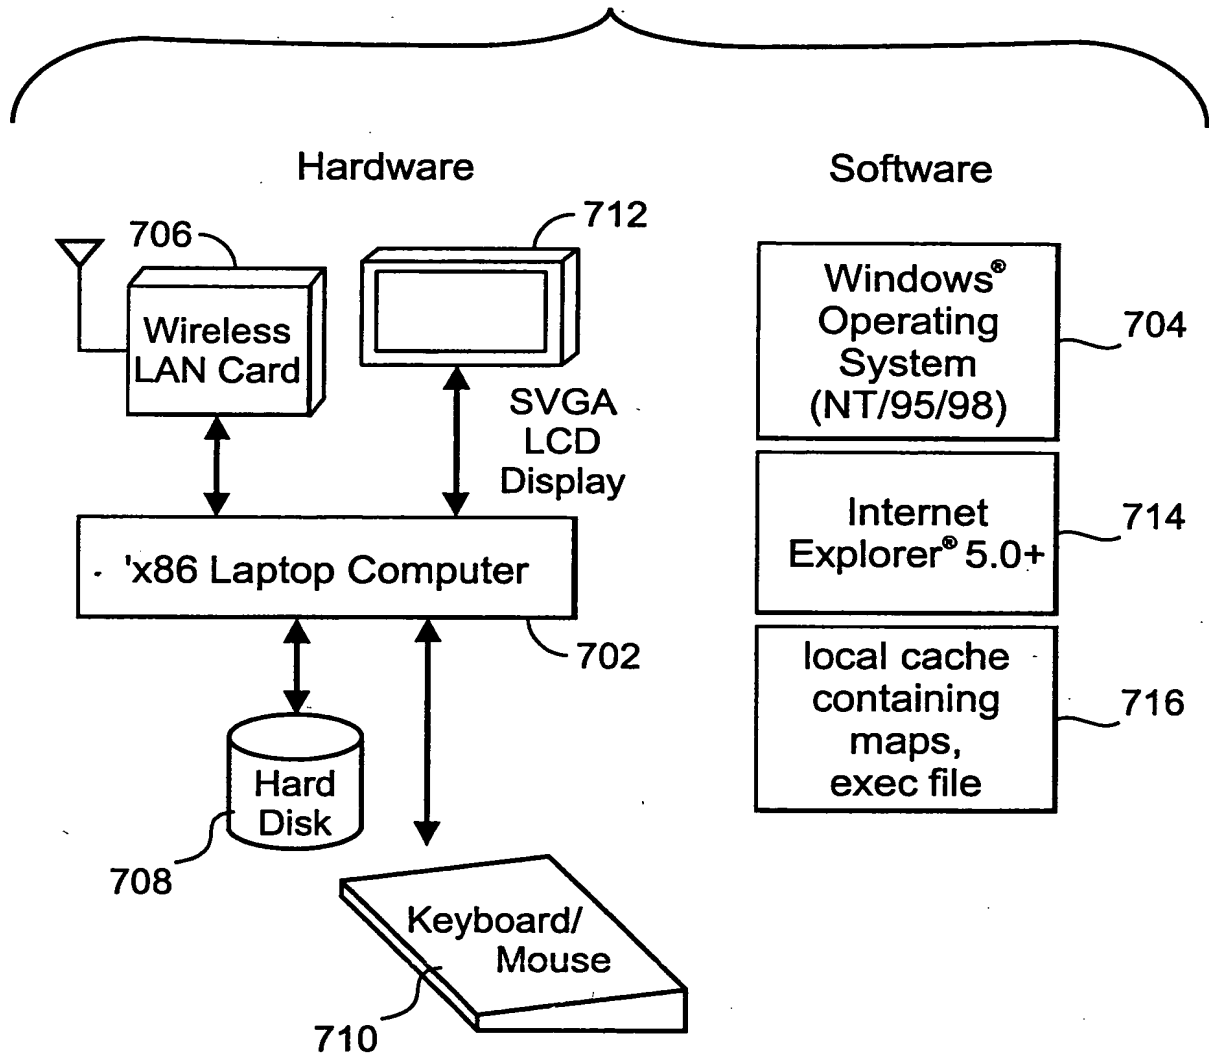 Hardware
Software
706
712
Wireless
LAN Card
SVGA
LCD
Display
'x86 Laptop Computer
702
Hard
Disk
708
Keyboard/
Mouse
710
Windows®
Operating
System
(NT/95/98)
704
Internet
Explorer® 5.0+
714
local cache
containing
maps,
exec file
716